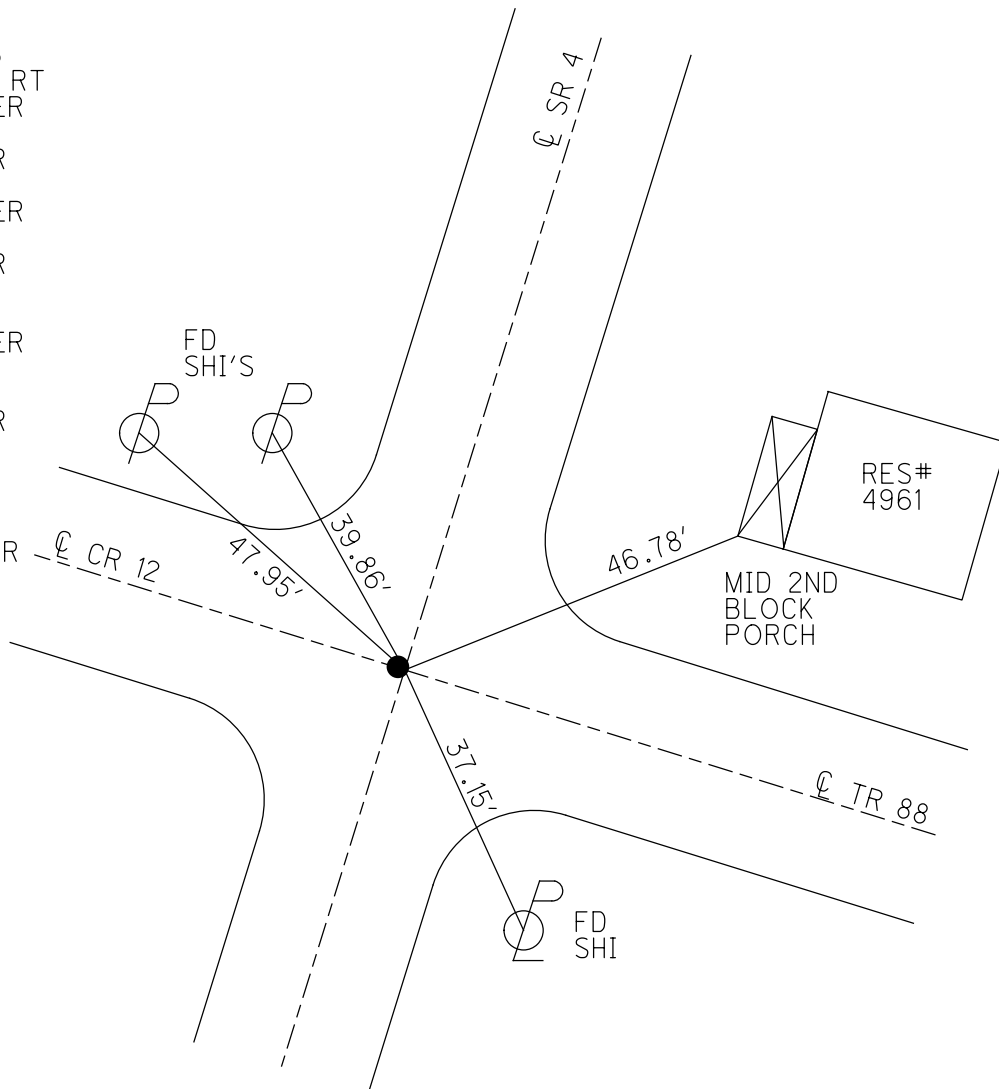 RT
℄ SR 4
FD
SHI'S
RES#
4961
39.86'
47.95'
46.78'
℄ CR 12
MID 2ND
BLOCK
PORCH
37.15'
℄ TR 88
FD
SHI